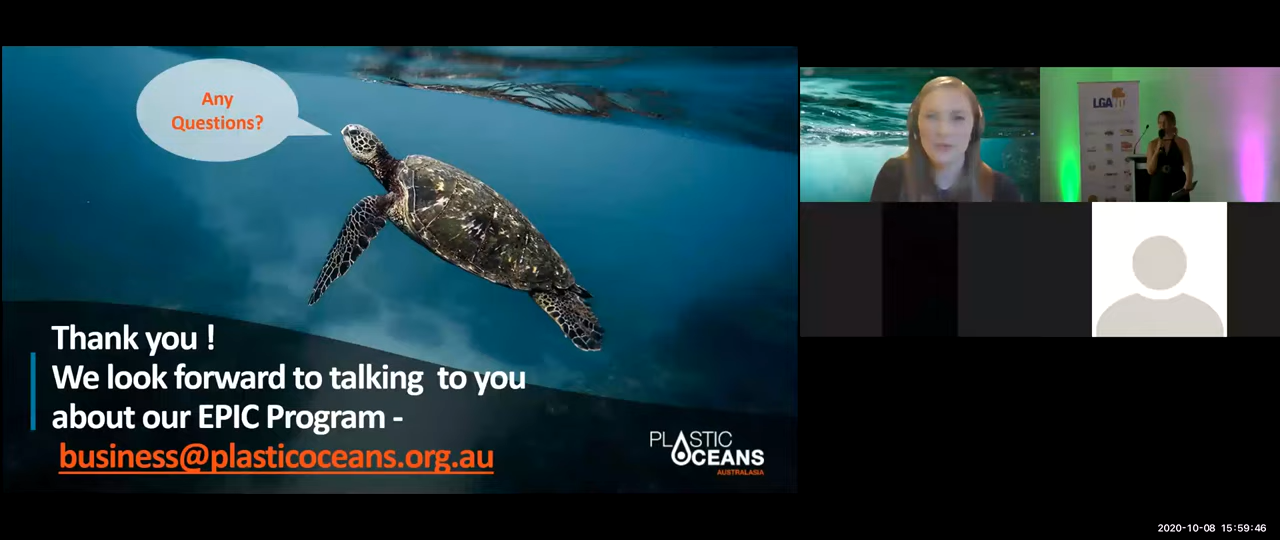 Any
Questions?
Thank you !
We look forward to talking to you
about our EPIC Program -
business@plasticoceans.org.au
PLASTIC
OCEANS
AUSTRALASIA
LGA
2020-10-08 15:59:46